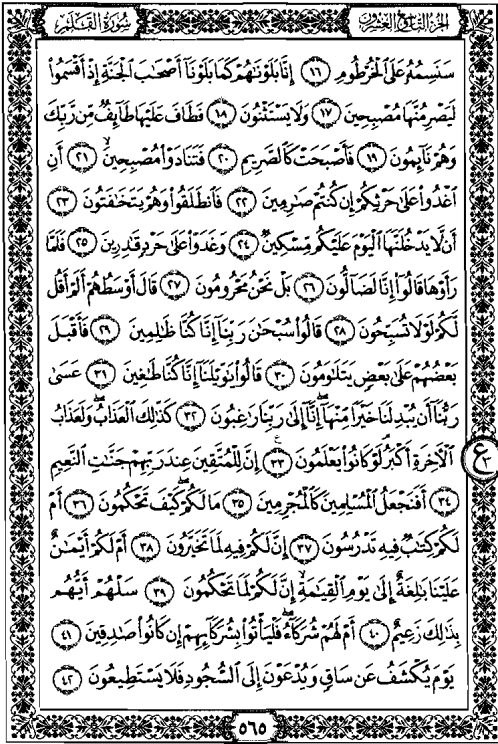 الجزء التاسع والعشرون
سُورَةُ الْقَلَمِ
سَنَسِمُهُۥ عَلَى ٱلْخُرْطُومِ ١٦ إِنَّا بَلَوْنَٰهُمْ كَمَا بَلَوْنَآ أَصْحَٰبَ ٱلْجَنَّةِ إِذْ أَقْسَمُوا۟
لَيَصْرِمُنَّهَا مُصْبِحِينَ ١٧ وَلَا يَسْتَثْنُونَ ١٨ فَطَافَ عَلَيْهَا طَآئِفٌ مِّن رَّبِّكَ
وَهُمْ نَآئِمُونَ ١٩ فَأَصْبَحَتْ كَٱلصَّرِيمِ ٢٠ فَتَنَادَوْا۟ مُصْبِحِينَ ٢١ أَنِ
ٱغْدُوا۟ عَلَىٰ حَرْثِكُمْ إِن كُنتُمْ صَٰرِمِينَ ٢٢ فَٱنطَلَقُوا۟ وَهُمْ يَتَخَٰفَتُونَ ٢٣
أَن لَّا يَدْخُلَنَّهَا ٱلْيَوْمَ عَلَيْكُم مِّسْكِينٌ ٢٤ وَغَدَوْا۟ عَلَىٰ حَرْدٍ قَٰدِرِينَ ٢٥ فَلَمَّا
رَأَوْهَا قَالُوٓا۟ إِنَّا لَضَآلُّونَ ٢٦ بَلْ نَحْنُ مَحْرُومُونَ ٢٧ قَالَ أَوْسَطُهُمْ أَلَمْ أَقُل
لَّكُمْ لَوْلَا تُسَبِّحُونَ ٢٨ قَالُوا۟ سُبْحَٰنَ رَبِّنَآ إِنَّا كُنَّا ظَٰلِمِينَ ٢٩ فَأَقْبَلَ
بَعْضُهُمْ عَلَىٰ بَعْضٍ يَتَلَٰوَمُونَ ٣٠ قَالُوا۟ يَٰوَيْلَنَآ إِنَّا كُنَّا طَٰغِينَ ٣١ عَسَىٰ
رَبُّنَآ أَن يُبْدِلَنَا خَيْرًا مِّنْهَآ إِنَّآ إِلَىٰ رَبِّنَا رَٰغِبُونَ ٣٢ كَذَٰلِكَ ٱلْعَذَابُ ۖ وَلَعَذَابُ
ٱلْءَاخِرَةِ أَكْبَرُ ۚ لَوْ كَانُوا۟ يَعْلَمُونَ ٣٣ إِنَّ لِلْمُتَّقِينَ عِندَ رَبِّهِمْ جَنَّٰتِ ٱلنَّعِيمِ
ع
٣٤ أَفَنَجْعَلُ ٱلْمُسْلِمِينَ كَٱلْمُجْرِمِينَ ٣٥ مَا لَكُمْ كَيْفَ تَحْكُمُونَ ٣٦ أَمْ
لَكُمْ كِتَٰبٌ فِيهِ تَدْرُسُونَ ٣٧ إِنَّ لَكُمْ فِيهِ لَمَا تَخَيَّرُونَ ٣٨ أَمْ لَكُمْ أَيْمَٰنٌ
عَلَيْنَا بَٰلِغَةٌ إِلَىٰ يَوْمِ ٱلْقِيَٰمَةِ ۙ إِنَّ لَكُمْ لَمَا تَحْكُمُونَ ٣٩ سَلْهُمْ أَيُّهُم
بِذَٰلِكَ زَعِيمٌ ٤٠ أَمْ لَهُمْ شُرَكَآءُ فَلْيَأْتُوا۟ بِشُرَكَآئِهِمْ إِن كَانُوا۟ صَٰدِقِينَ ٤١
يَوْمَ يُكْشَفُ عَن سَاقٍ وَيُدْعَوْنَ إِلَى ٱلسُّجُودِ فَلَا يَسْتَطِيعُونَ ٤٢
٥٦٥